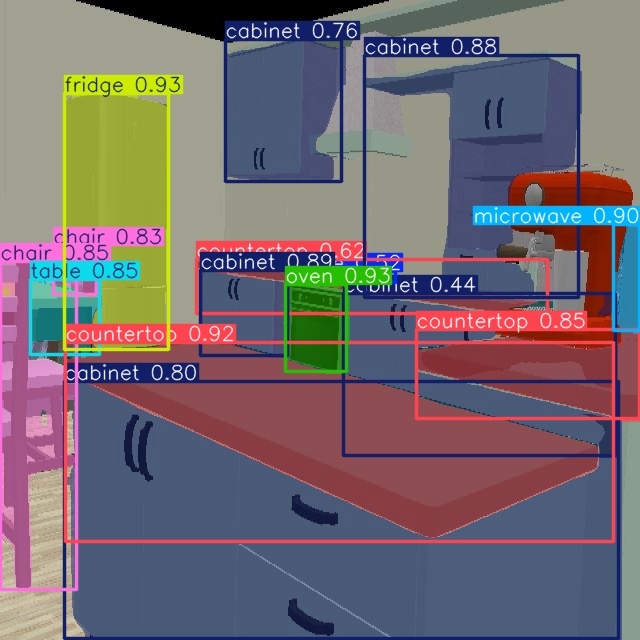 cabinet 0.76
cabinet 0.88
fridge 0.93
microwave 0.90
chair 0.83
chair 0.85
countertop 0.62
cabinet 0.89
0.52
table 0.85
oven 0.93
cabinet 0.44
countertop 0.85
countertop 0.92
cabinet 0.80